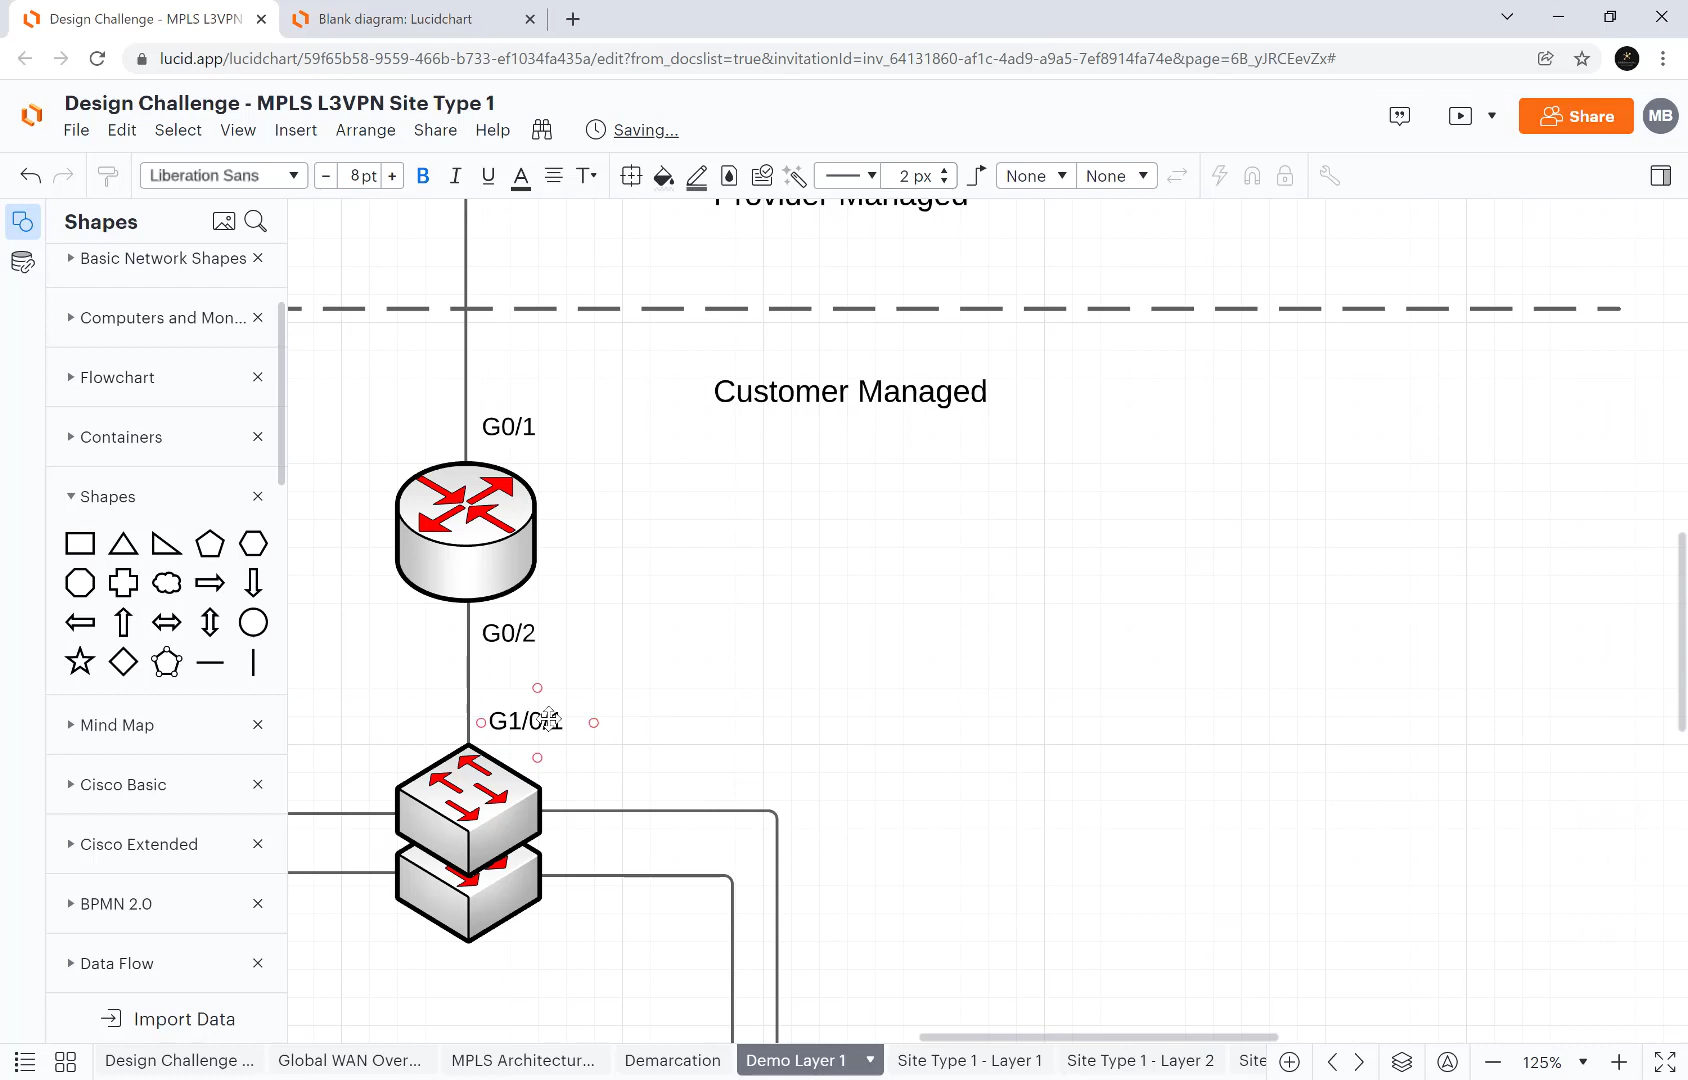 Design Challenge - MPLS L3VPN
Blank diagram: Lucidchart
lucid.app/lucidchart/59f65b58-9559-466b-b733-ef1034fa435a/edit?from_docslist=true&invitationId=inv_64131860-af1c-4ad9-a9a5-7ef8914fa74e&page=6B_yJRCEevZx#
Design Challenge - MPLS L3VPN Site Type 1
File Edit Select View Insert Arrange Share Help Saving...
Share
MB
Liberation Sans
- 8 pt + B I U A T 2 px None None
Shapes
Basic Network Shapes
Computers and Mon...
Flowchart
Containers
Shapes
Mind Map
Cisco Basic
Cisco Extended
BPMN 2.0
Data Flow
Import Data
Provider Managed
Customer Managed
G0/1
G0/2
G1/0/1
Design Challenge ... Global WAN Over... MPLS Architectur... Demarcation Demo Layer 1 Site Type 1 - Layer 1 Site Type 1 - Layer 2 Site
125%